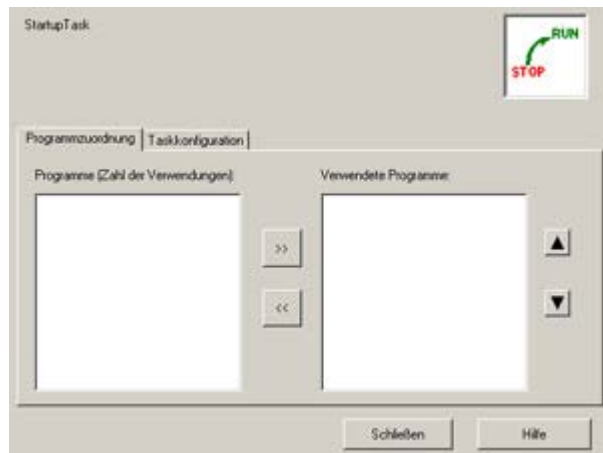 StartupTask
RUN
STOP
Programmzuordnung
Taskkonfiguration
Programme (Zahl der Verwendungen):
Verwendete Programme:
>>
<<
Schließen
Hilfe